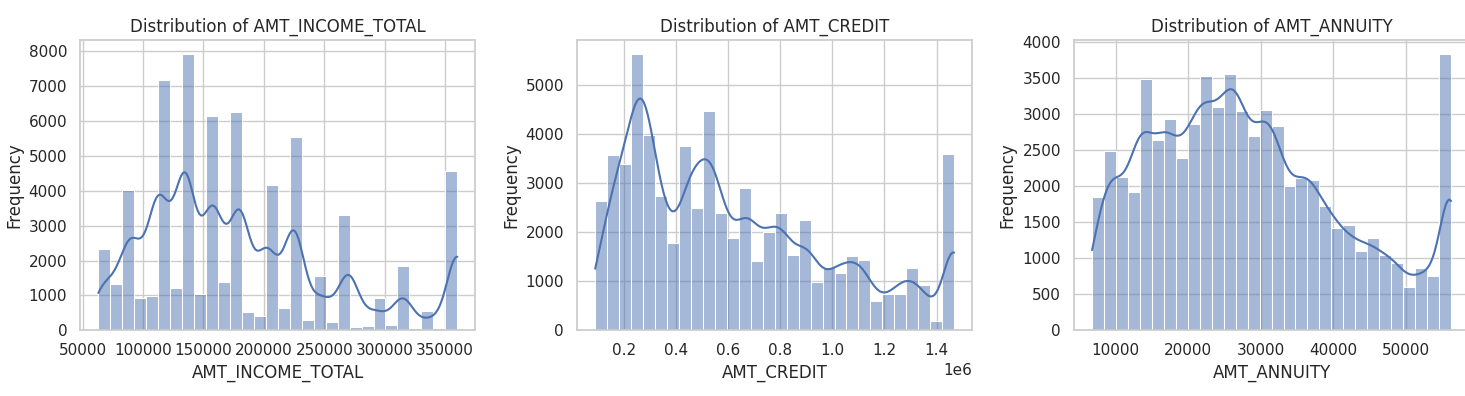 Distribution of AMT_INCOME_TOTAL
8000
7000
6000
5000
4000
3000
2000
1000
0
Frequency
50000 100000 150000 200000 250000 300000 350000
AMT_INCOME_TOTAL
Distribution of AMT_CREDIT
5000
4000
3000
2000
1000
0
Frequency
0.2 0.4 0.6 0.8 1.0 1.2 1.4
1e6
AMT_CREDIT
Distribution of AMT_ANNUITY
4000
3500
3000
2500
2000
1500
1000
500
0
Frequency
10000 20000 30000 40000 50000
AMT_ANNUITY